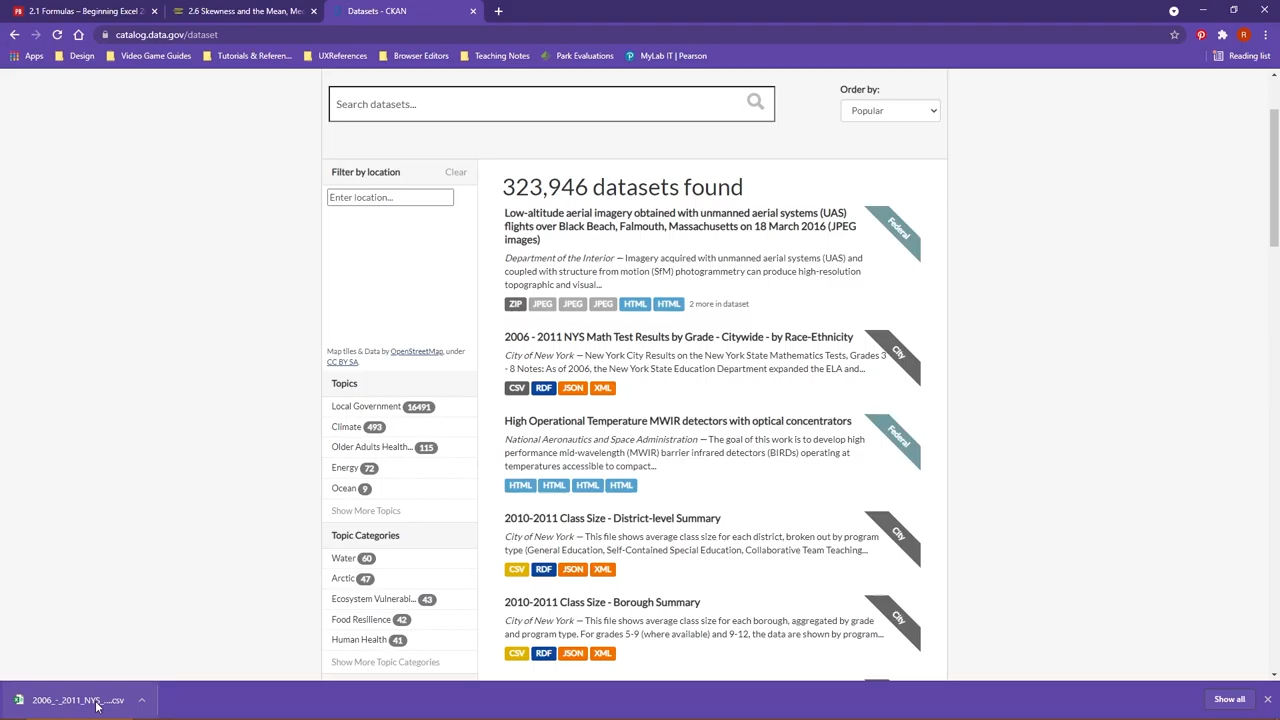 2.1 Formulas – Beginning Excel 2
2.6 Skewness and the Mean, Me
Datasets - CKAN
catalog.data.gov/dataset
R
Apps
Design
Video Game Guides
Tutorials & Referen...
UXReferences
Browser Editors
Teaching Notes
Park Evaluations
MyLab IT | Pearson
Reading list
Search datasets...
Order by:
Popular
Filter by location
Clear
Enter location...
Map tiles & Data by OpenStreetMap, under
CC BY SA.
Topics
Local Government 16491
Climate 493
Older Adults Health... 115
Energy 72
Ocean 9
Show More Topics
Topic Categories
Water 60
Arctic 47
Ecosystem Vulnerabi... 43
Food Resilience 42
Human Health 41
Show More Topic Categories
323,946 datasets found
Low-altitude aerial imagery obtained with unmanned aerial systems (UAS)
flights over Black Beach, Falmouth, Massachusetts on 18 March 2016 (JPEG
images)
Federal
Department of the Interior — Imagery acquired with unmanned aerial systems (UAS) and
coupled with structure from motion (SfM) photogrammetry can produce high-resolution
topographic and visual...
ZIP JPEG JPEG JPEG HTML HTML 2 more in dataset
2006 - 2011 NYS Math Test Results by Grade - Citywide - by Race-Ethnicity
City
City of New York — New York City Results on the New York State Mathematics Tests, Grades 3
- 8 Notes: As of 2006, the New York State Education Department expanded the ELA and...
CSV RDF JSON XML
High Operational Temperature MWIR detectors with optical concentrators
Federal
National Aeronautics and Space Administration — The goal of this work is to develop high
performance mid-wavelength (MWIR) barrier infrared detectors (BIRDs) operating at
temperatures accessible to compact...
HTML HTML HTML HTML
2010-2011 Class Size - District-level Summary
City
City of New York — This file shows average class size for each district, broken out by program
type (General Education, Self-Contained Special Education, Collaborative Team Teaching...
CSV RDF JSON XML
2010-2011 Class Size - Borough Summary
City
City of New York — This file shows average class size for each borough, aggregated by grade
and program type. For grades 5-9 (where available) and 9-12, the data are shown by program...
CSV RDF JSON XML
2006_-_2011_NYS_....csv
Show all